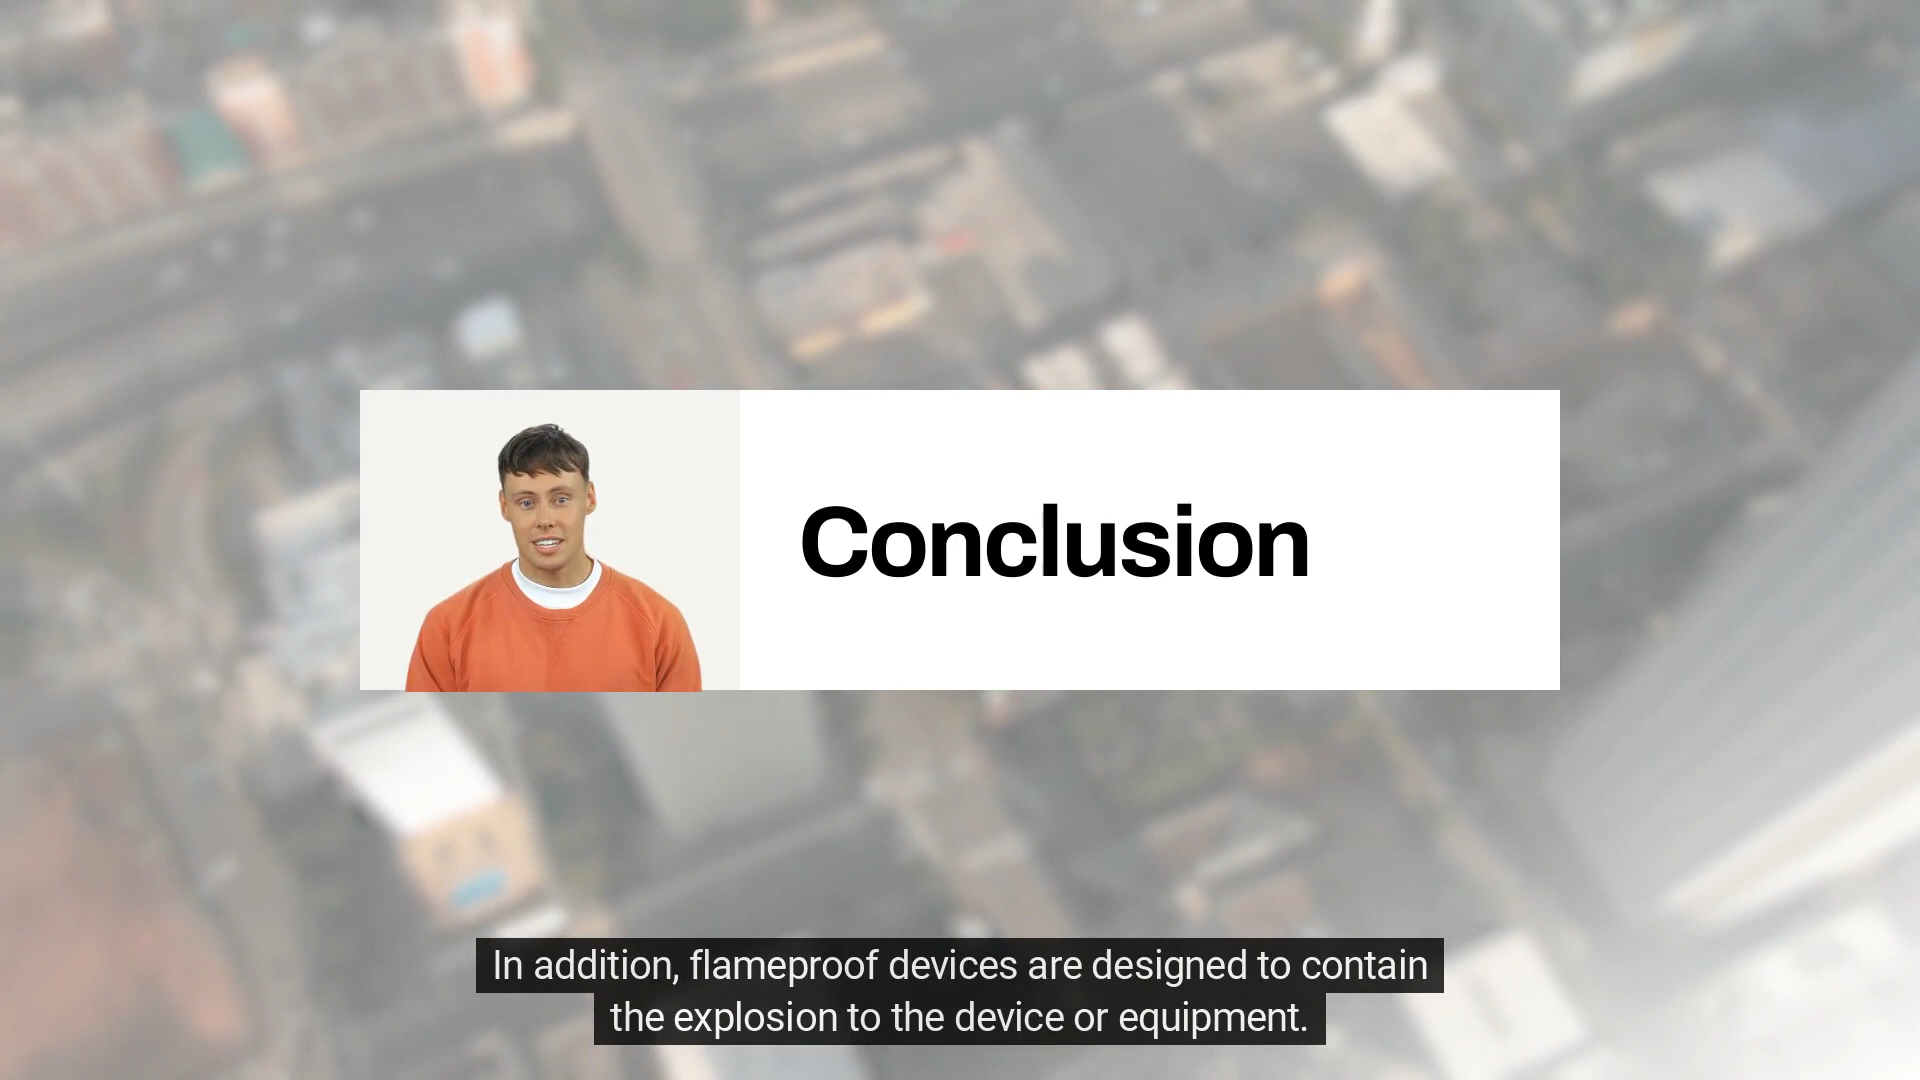 Conclusion
In addition, flameproof devices are designed to contain
the explosion to the device or equipment.